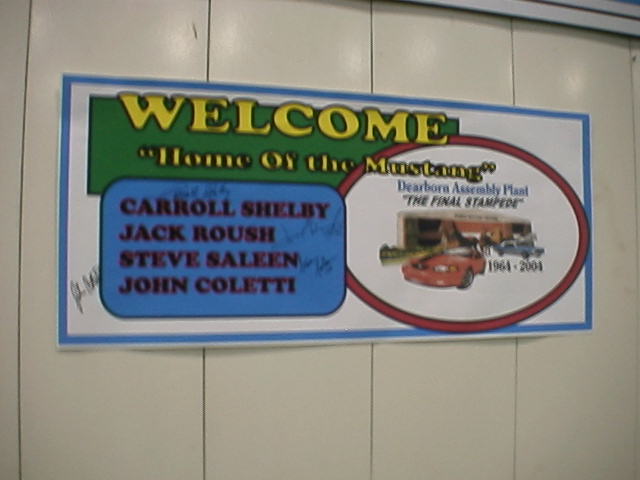 WELCOME
"Home Of the Mustang"
CARROLL SHELBY
JACK ROUSH
STEVE SALEEN
JOHN COLETTI
Dearborn Assembly Plant
"THE FINAL STAMPEDE"
1964 - 2004